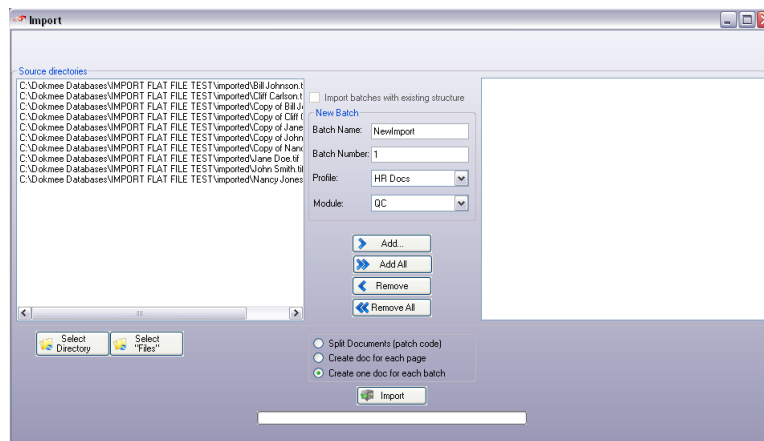 Import
Source directories
C:\Dokmee Databases\IMPORT FLAT FILE TEST\imported\Bill Johnson.t
C:\Dokmee Databases\IMPORT FLAT FILE TEST\imported\Cliff Carlson.t
C:\Dokmee Databases\IMPORT FLAT FILE TEST\imported\Copy of Bill J
C:\Dokmee Databases\IMPORT FLAT FILE TEST\imported\Copy of Cliff
C:\Dokmee Databases\IMPORT FLAT FILE TEST\imported\Copy of Jane
C:\Dokmee Databases\IMPORT FLAT FILE TEST\imported\Copy of John
C:\Dokmee Databases\IMPORT FLAT FILE TEST\imported\Copy of Nanc
C:\Dokmee Databases\IMPORT FLAT FILE TEST\imported\Jane Doe.tif
C:\Dokmee Databases\IMPORT FLAT FILE TEST\imported\John Smith.tif
C:\Dokmee Databases\IMPORT FLAT FILE TEST\imported\Nancy Jones
Import batches with existing structure
New Batch
Batch Name: NewImport
Batch Number: 1
Profile: HR Docs
Module: QC
Add...
Add All
Remove
Remove All
Select Directory
Select "Files"
Split Documents (patch code)
Create doc for each page
Create one doc for each batch
Import